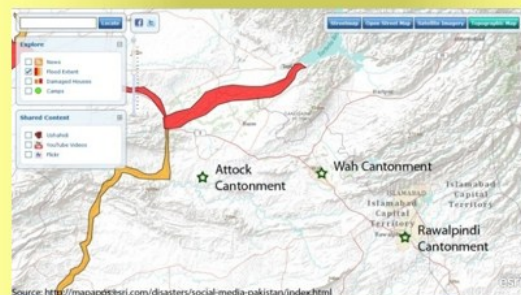 Locate
Streetmap
Open Street Map
Satellite Imagery
Topographic Map
Explore
News
Flood Extent
Damaged Houses
Camps
Shared Content
Ushahidi
YouTube Videos
Flickr
Attock
Cantonment
Wah Cantonment
ISLAMABAD
Islamabad
Capital
Territory
Islamabad
Capital
Territory
Rawalpindi
Cantonment
esri
Source: http://mapapps.esri.com/disasters/social-media-pakistan/index.html